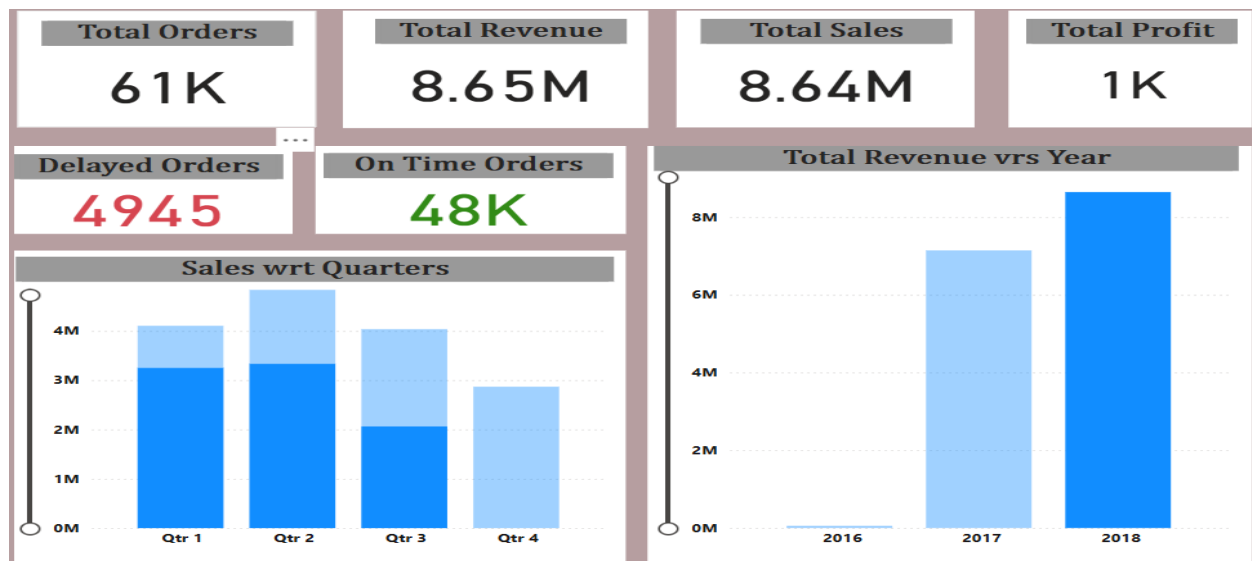 Total Orders
61K
Total Revenue
8.65M
Total Sales
8.64M
Total Profit
1K
Delayed Orders
4945
On Time Orders
48K
Sales wrt Quarters
4M
3M
2M
1M
0M
Qtr 1 Qtr 2 Qtr 3 Qtr 4
Total Revenue vrs Year
8M
6M
4M
2M
0M
2016 2017 2018